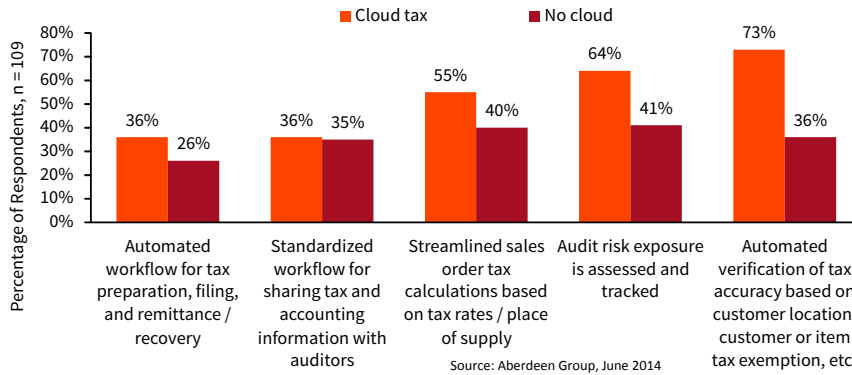 Cloud tax
No cloud
Percentage of Respondents, n = 109
80%
70%
60%
50%
40%
30%
20%
10%
0%
36%
26%
36%
35%
55%
40%
64%
41%
73%
36%
Automated
workflow for tax
preparation, filing,
and remittance /
recovery
Standardized
workflow for
sharing tax and
accounting
information with
auditors
Streamlined sales
order tax
calculations based
on tax rates / place
of supply
Audit risk exposure
is assessed and
tracked
Automated
verification of tax
accuracy based on
customer location,
customer or item
tax exemption, etc
Source: Aberdeen Group, June 2014